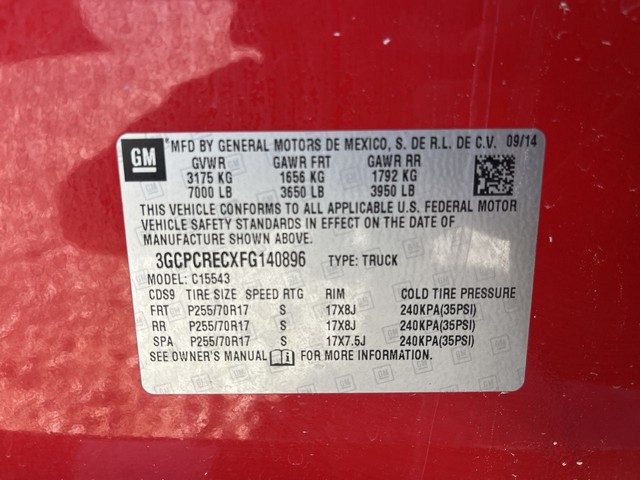 GM ®MFD BY GENERAL MOTORS DE MEXICO, S. DE R.L. DE C.V. 09/14
GVWR GAWR FRT GAWR RR
3175 KG 1656 KG 1792 KG
7000 LB 3650 LB 3950 LB
THIS VEHICLE CONFORMS TO ALL APPLICABLE U.S. FEDERAL MOTOR
VEHICLE SAFETY STANDARDS IN EFFECT ON THE DATE OF
MANUFACTURE SHOWN ABOVE.
3GCPCRECXFG140896 TYPE: TRUCK
MODEL: C15543
CDS9 TIRE SIZE SPEED RTG RIM COLD TIRE PRESSURE
FRT P255/70R17 S 17X8J 240KPA(35PSI)
RR P255/70R17 S 17X8J 240KPA(35PSI)
SPA P255/70R17 S 17X7.5J 240KPA(35PSI)
SEE OWNER'S MANUAL FOR MORE INFORMATION.